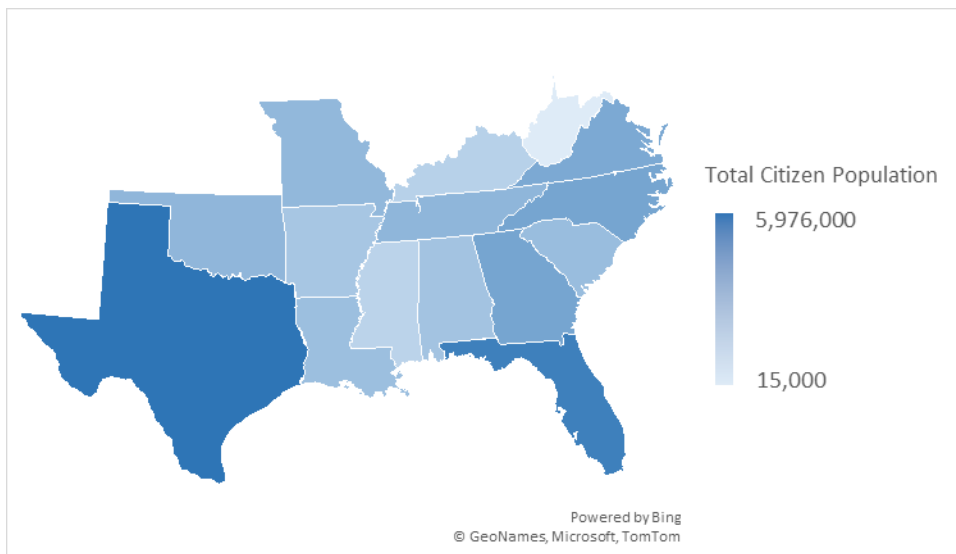 Total Citizen Population
5,976,000
15,000
Powered by Bing
© GeoNames, Microsoft, TomTom